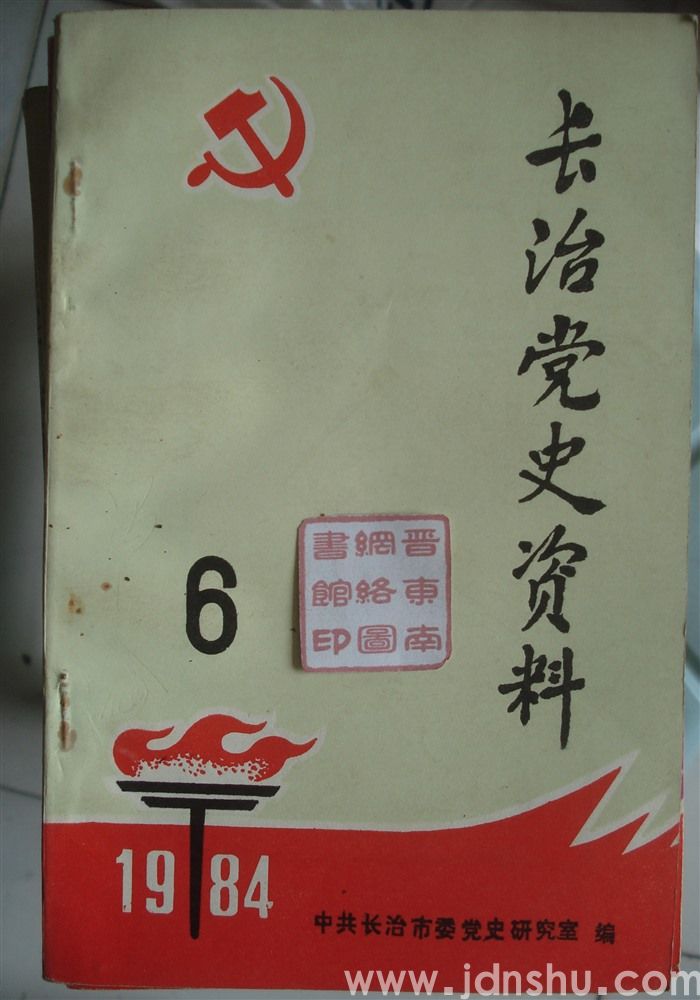 长治党史资料
6
晋東南
網絡圖
書館印
1984
中共长治市委党史研究室 编
www.jdnshu.com